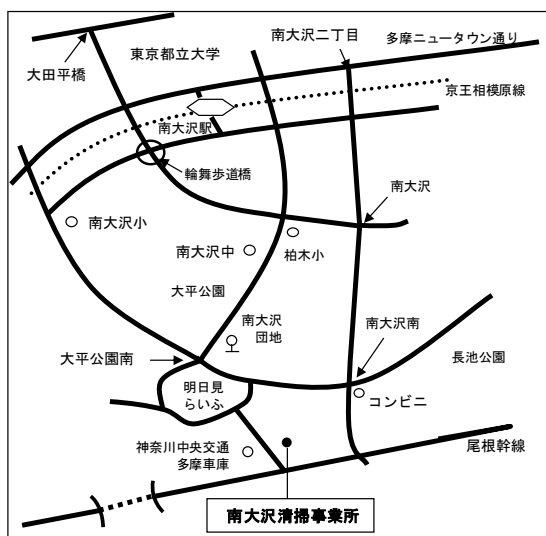 南大沢二丁目
多摩ニュータウン通り
東京都立大学
大田平橋
京王相模原線
南大沢駅
輪舞歩道橋
南大沢
南大沢小
南大沢中
柏木小
大平公園
南大沢
団地
南大沢南
大平公園南
長池公園
明日見
らいふ
コンビニ
神奈川中央交通
多摩車庫
尾根幹線
南大沢清掃事業所